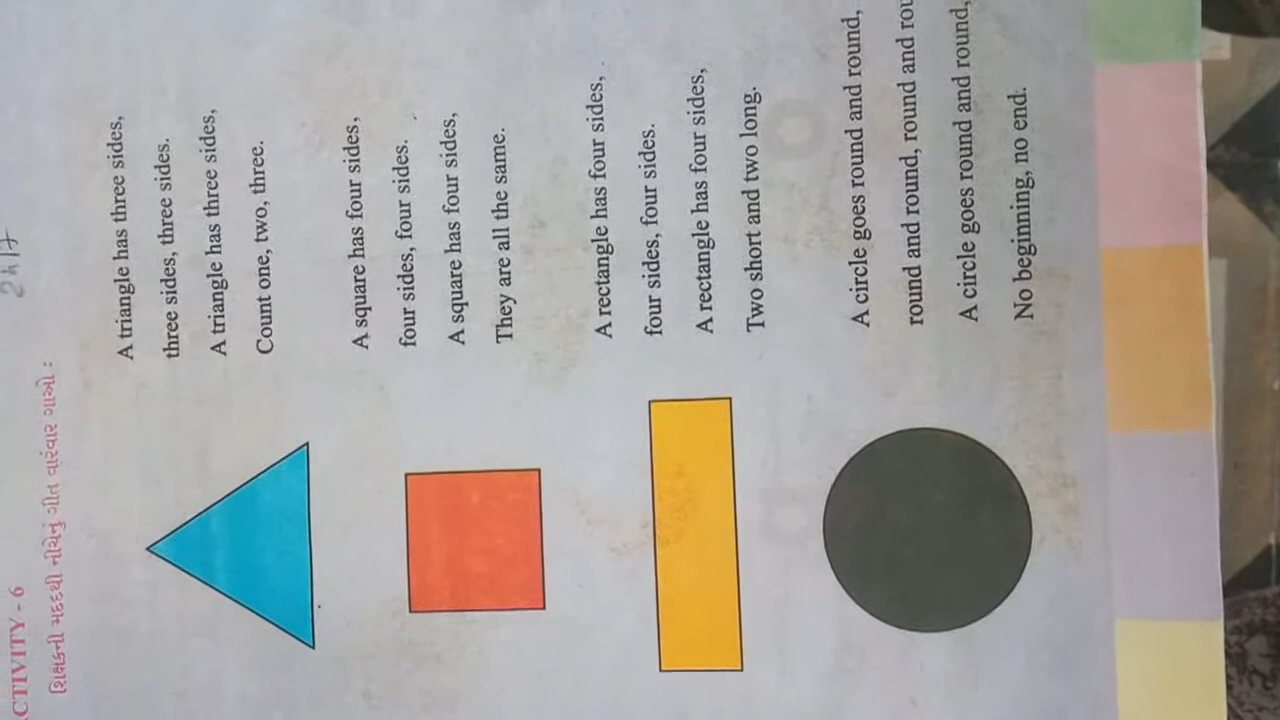 CTIVITY - 6
શિક્ષકની મદદથી નીચેનું ગીત વારંવાર ગાઓ :
A triangle has three sides,
three sides, three sides.
A triangle has three sides,
Count one, two, three.
A square has four sides,
four sides, four sides.
A square has four sides,
They are all the same.
A rectangle has four sides,
four sides, four sides.
A rectangle has four sides,
Two short and two long.
A circle goes round and round,
round and round, round and rou
A circle goes round and round,
No beginning, no end.